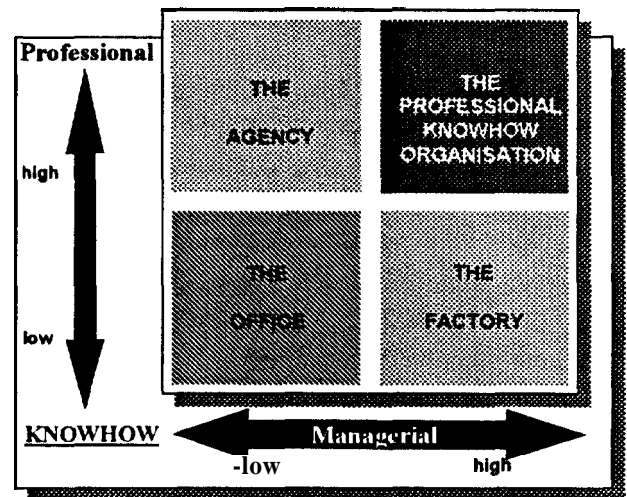 Professional
high
low
THE
AGENCY
THE
PROFESSIONAL
KNOWHOW
ORGANISATION
THE
OFFICE
THE
FACTORY
KNOWHOW
Managerial
-low
high